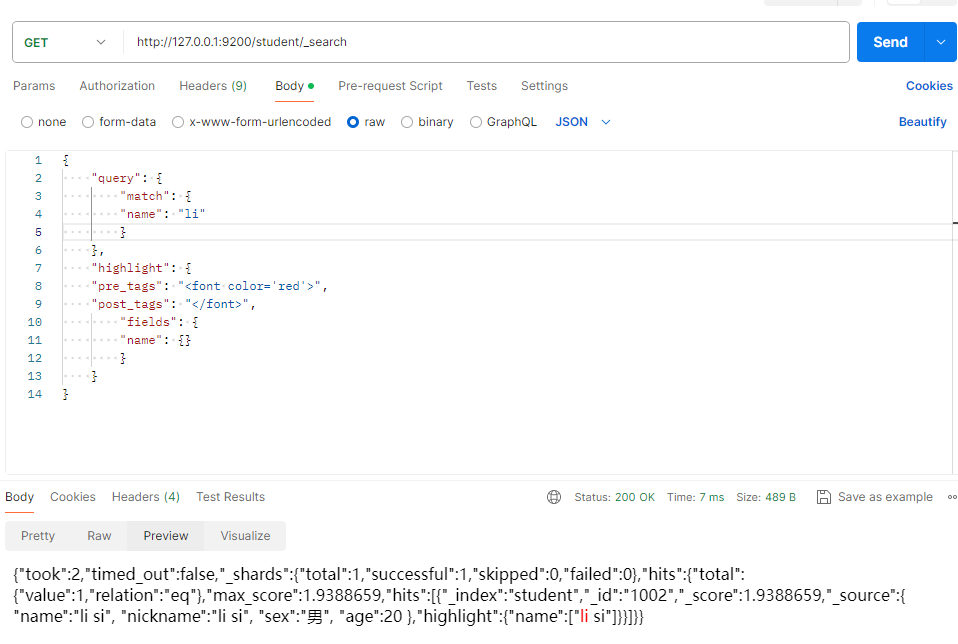 GET http://127.0.0.1:9200/student/_search Send
Params Authorization Headers (9) Body Pre-request Script Tests Settings Cookies
none form-data x-www-form-urlencoded raw binary GraphQL JSON Beautify
1 {
2 "query": {
3 "match": {
4 "name": "li"
5 }
6 },
7 "highlight": {
8 "pre_tags": "<font color='red'>",
9 "post_tags": "</font>",
10 "fields": {
11 "name": {}
12 }
13 }
14 }
Body Cookies Headers (4) Test Results Status: 200 OK Time: 7 ms Size: 489 B Save as example
Pretty Raw Preview Visualize
{"took":2,"timed_out":false,"_shards":{"total":1,"successful":1,"skipped":0,"failed":0},"hits":{"total":
{"value":1,"relation":"eq"},"max_score":1.9388659,"hits":[{"_index":"student","_id":"1002","_score":1.9388659,"_source":{
"name":"li si", "nickname":"li si", "sex":"男", "age":20 },"highlight":{"name":["li si"]}}]}}